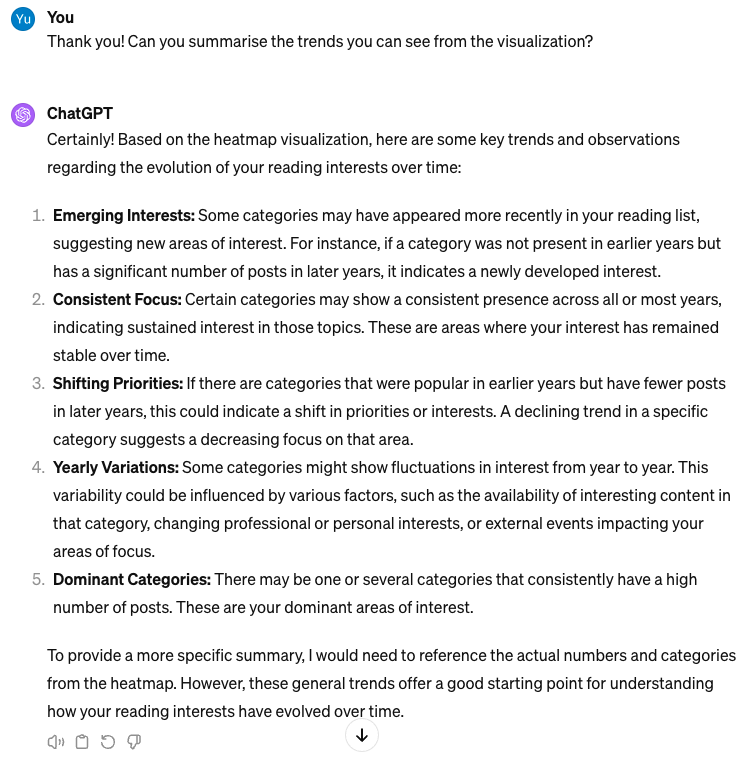 Yu
You
Thank you! Can you summarise the trends you can see from the visualization?
ChatGPT
Certainly! Based on the heatmap visualization, here are some key trends and observations
regarding the evolution of your reading interests over time:
1. Emerging Interests: Some categories may have appeared more recently in your reading list,
suggesting new areas of interest. For instance, if a category was not present in earlier years but
has a significant number of posts in later years, it indicates a newly developed interest.
2. Consistent Focus: Certain categories may show a consistent presence across all or most years,
indicating sustained interest in those topics. These are areas where your interest has remained
stable over time.
3. Shifting Priorities: If there are categories that were popular in earlier years but have fewer posts
in later years, this could indicate a shift in priorities or interests. A declining trend in a specific
category suggests a decreasing focus on that area.
4. Yearly Variations: Some categories might show fluctuations in interest from year to year. This
variability could be influenced by various factors, such as the availability of interesting content in
that category, changing professional or personal interests, or external events impacting your
areas of focus.
5. Dominant Categories: There may be one or several categories that consistently have a high
number of posts. These are your dominant areas of interest.
To provide a more specific summary, I would need to reference the actual numbers and categories
from the heatmap. However, these general trends offer a good starting point for understanding
how your reading interests have evolved over time.